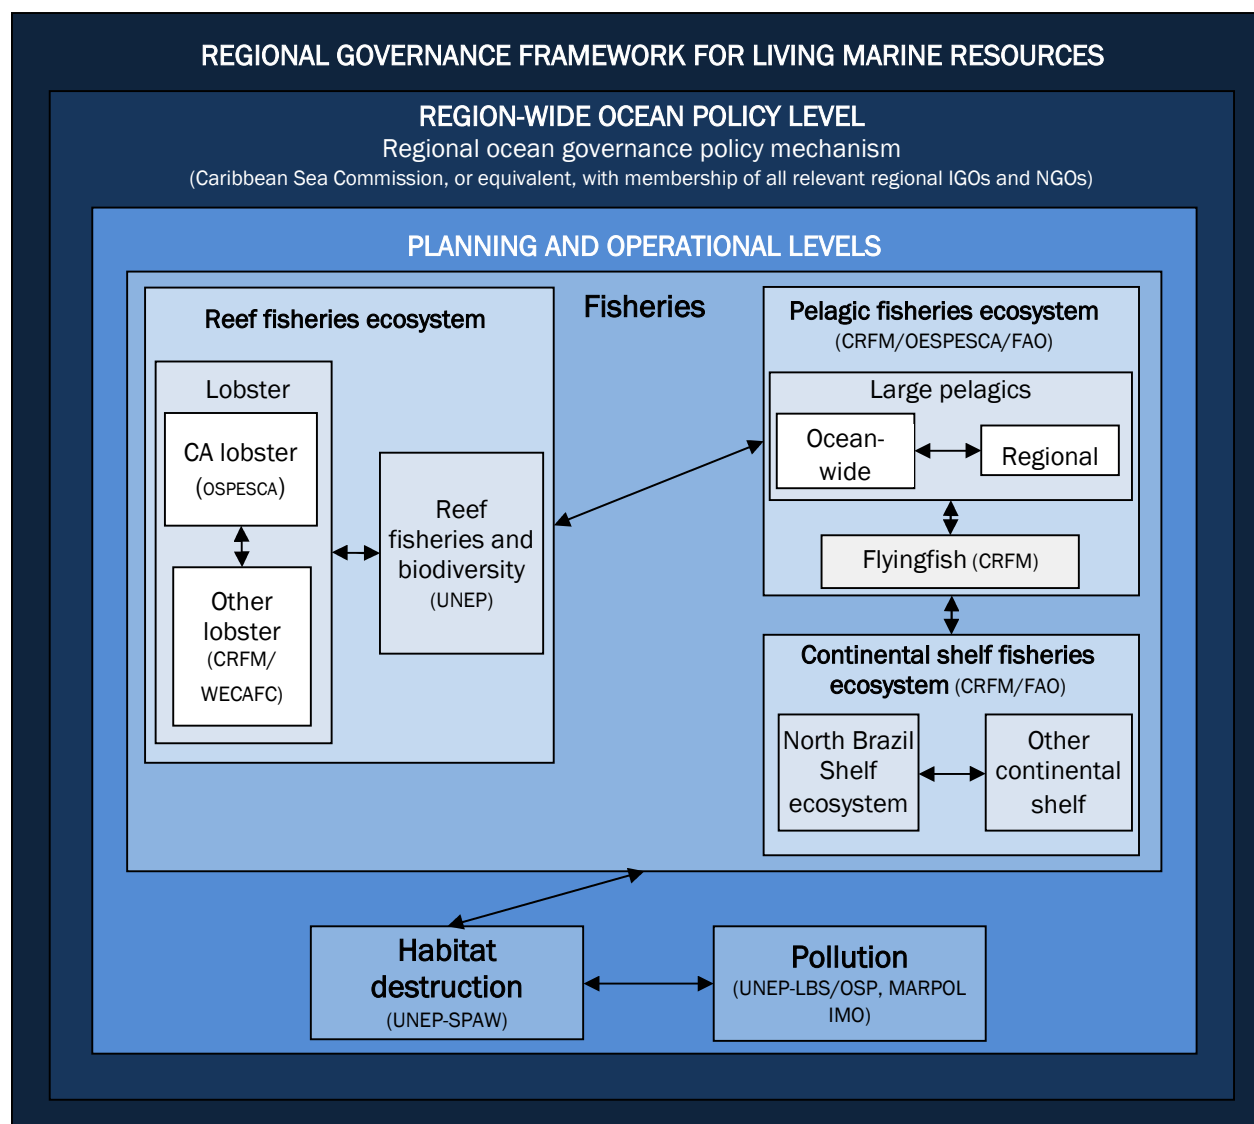 REGIONAL GOVERNANCE FRAMEWORK FOR LIVING MARINE RESOURCES
REGION-WIDE OCEAN POLICY LEVEL
Regional ocean governance policy mechanism
(Caribbean Sea Commission, or equivalent, with membership of all relevant regional IGOs and NGOs)
PLANNING AND OPERATIONAL LEVELS
Fisheries
Reef fisheries ecosystem
Lobster
CA lobster
(OSPESCA)
Other
lobster
(CRFM/
WECAFC)
Reef
fisheries and
biodiversity
(UNEP)
Pelagic fisheries ecosystem
(CRFM/OESPESCA/FAO)
Large pelagics
Ocean-
wide
Regional
Flyingfish (CRFM)
Continental shelf fisheries
ecosystem (CRFM/FAO)
North Brazil
Shelf
ecosystem
Other
continental
shelf
Habitat
destruction
(UNEP-SPAW)
Pollution
(UNEP-LBS/OSP, MARPOL
IMO)